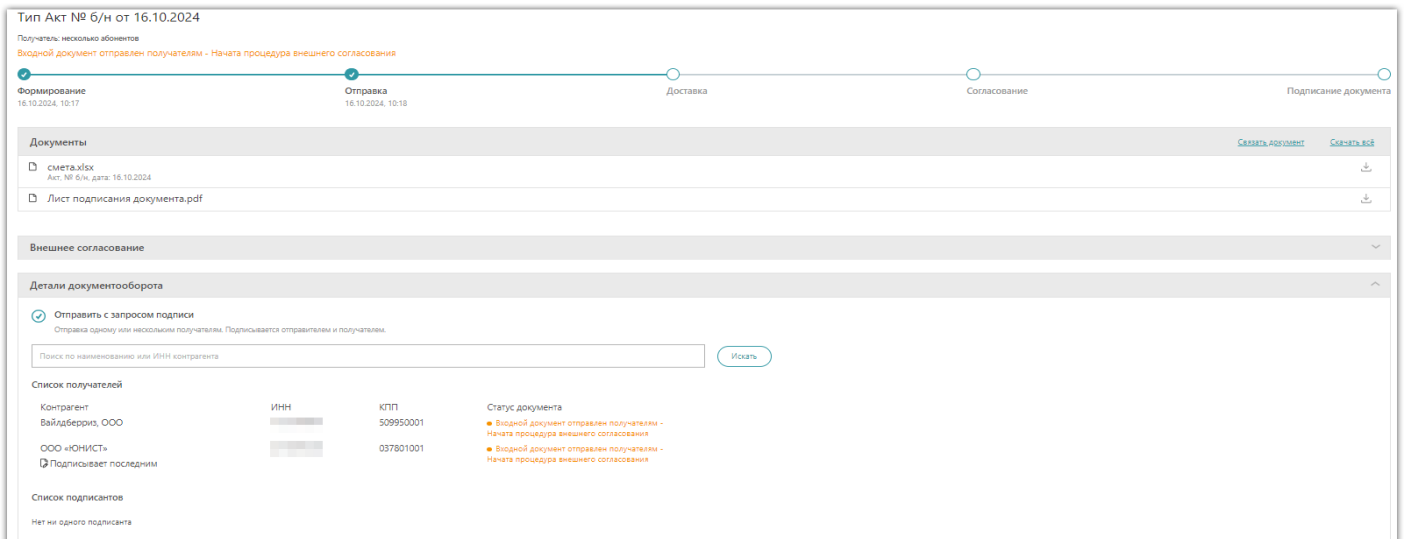 Тип Акт № б/н от 16.10.2024
Получатель: несколько абонентов
Входной документ отправлен получателям - Начата процедура внешнего согласования
Формирование Отправка Доставка Согласование Подписание документа
16.10.2024, 10:17 16.10.2024, 10:18
Документы Связать документ Скачать всё
смета.xlsx
Акт. № б/н, дата: 16.10.2024
Лист подписания документа.pdf
Внешнее согласование
Детали документооборота
Отправить с запросом подписи
Отправка одному или нескольким получателям. Подписывается отправителем и получателем.
Поиск по наименованию или ИНН контрагента Искать
Список получателей
Контрагент ИНН КПП Статус документа
Вайлдберриз, ООО 509950001 Входной документ отправлен получателям -
Начата процедура внешнего согласования
ООО «ЮНИСТ» 037801001 Входной документ отправлен получателям -
Начата процедура внешнего согласования
Подписывает последним
Список подписантов
Нет ни одного подписанта